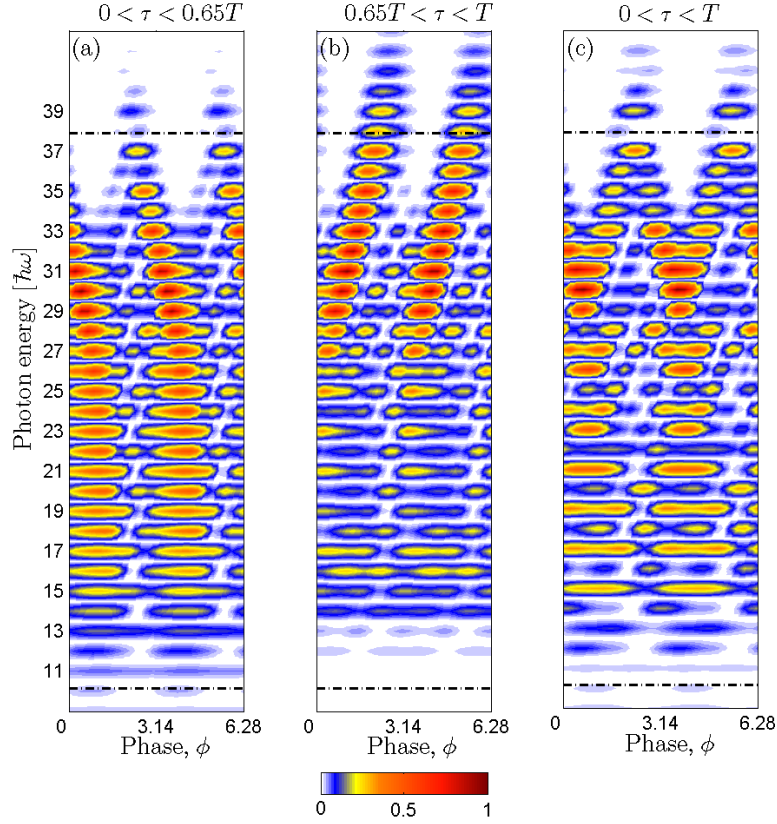 0 < τ < 0.65T
0.65T < τ < T
0 < τ < T
(a)
(b)
(c)
Photon energy [ℏω]
39
37
35
33
31
29
27
25
23
21
19
17
15
13
11
0 3.14 6.28
0 3.14 6.28
0 3.14 6.28
Phase, ϕ
Phase, ϕ
Phase, ϕ
0 0.5 1